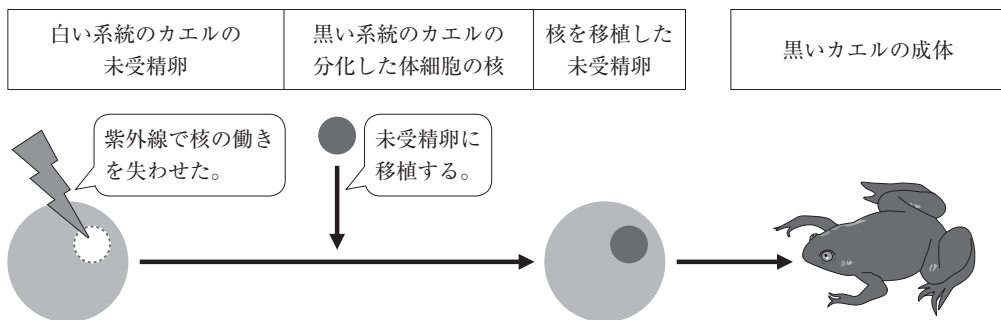 白い系統のカエルの
未受精卵
黒い系統のカエルの
分化した体細胞の核
核を移植した
未受精卵
黒いカエルの成体
紫外線で核の働き
を失わせた。
未受精卵に
移植する。